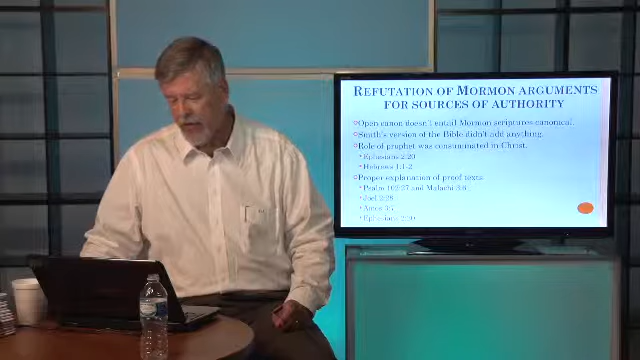 REFUTATION OF MORMON ARGUMENTS
FOR SOURCES OF AUTHORITY
Open canon doesn't entail Mormon scriptures canonical.
Smith's version of the Bible didn't add anything.
Role of prophet was consummated in Christ.
Ephesians 2:20
Hebrews 1:1-2
Proper explanation of proof texts.
Psalm 102:27 and Malachi 3:6
Joel 2:28
Amos 3:7
Ephesians 2:20